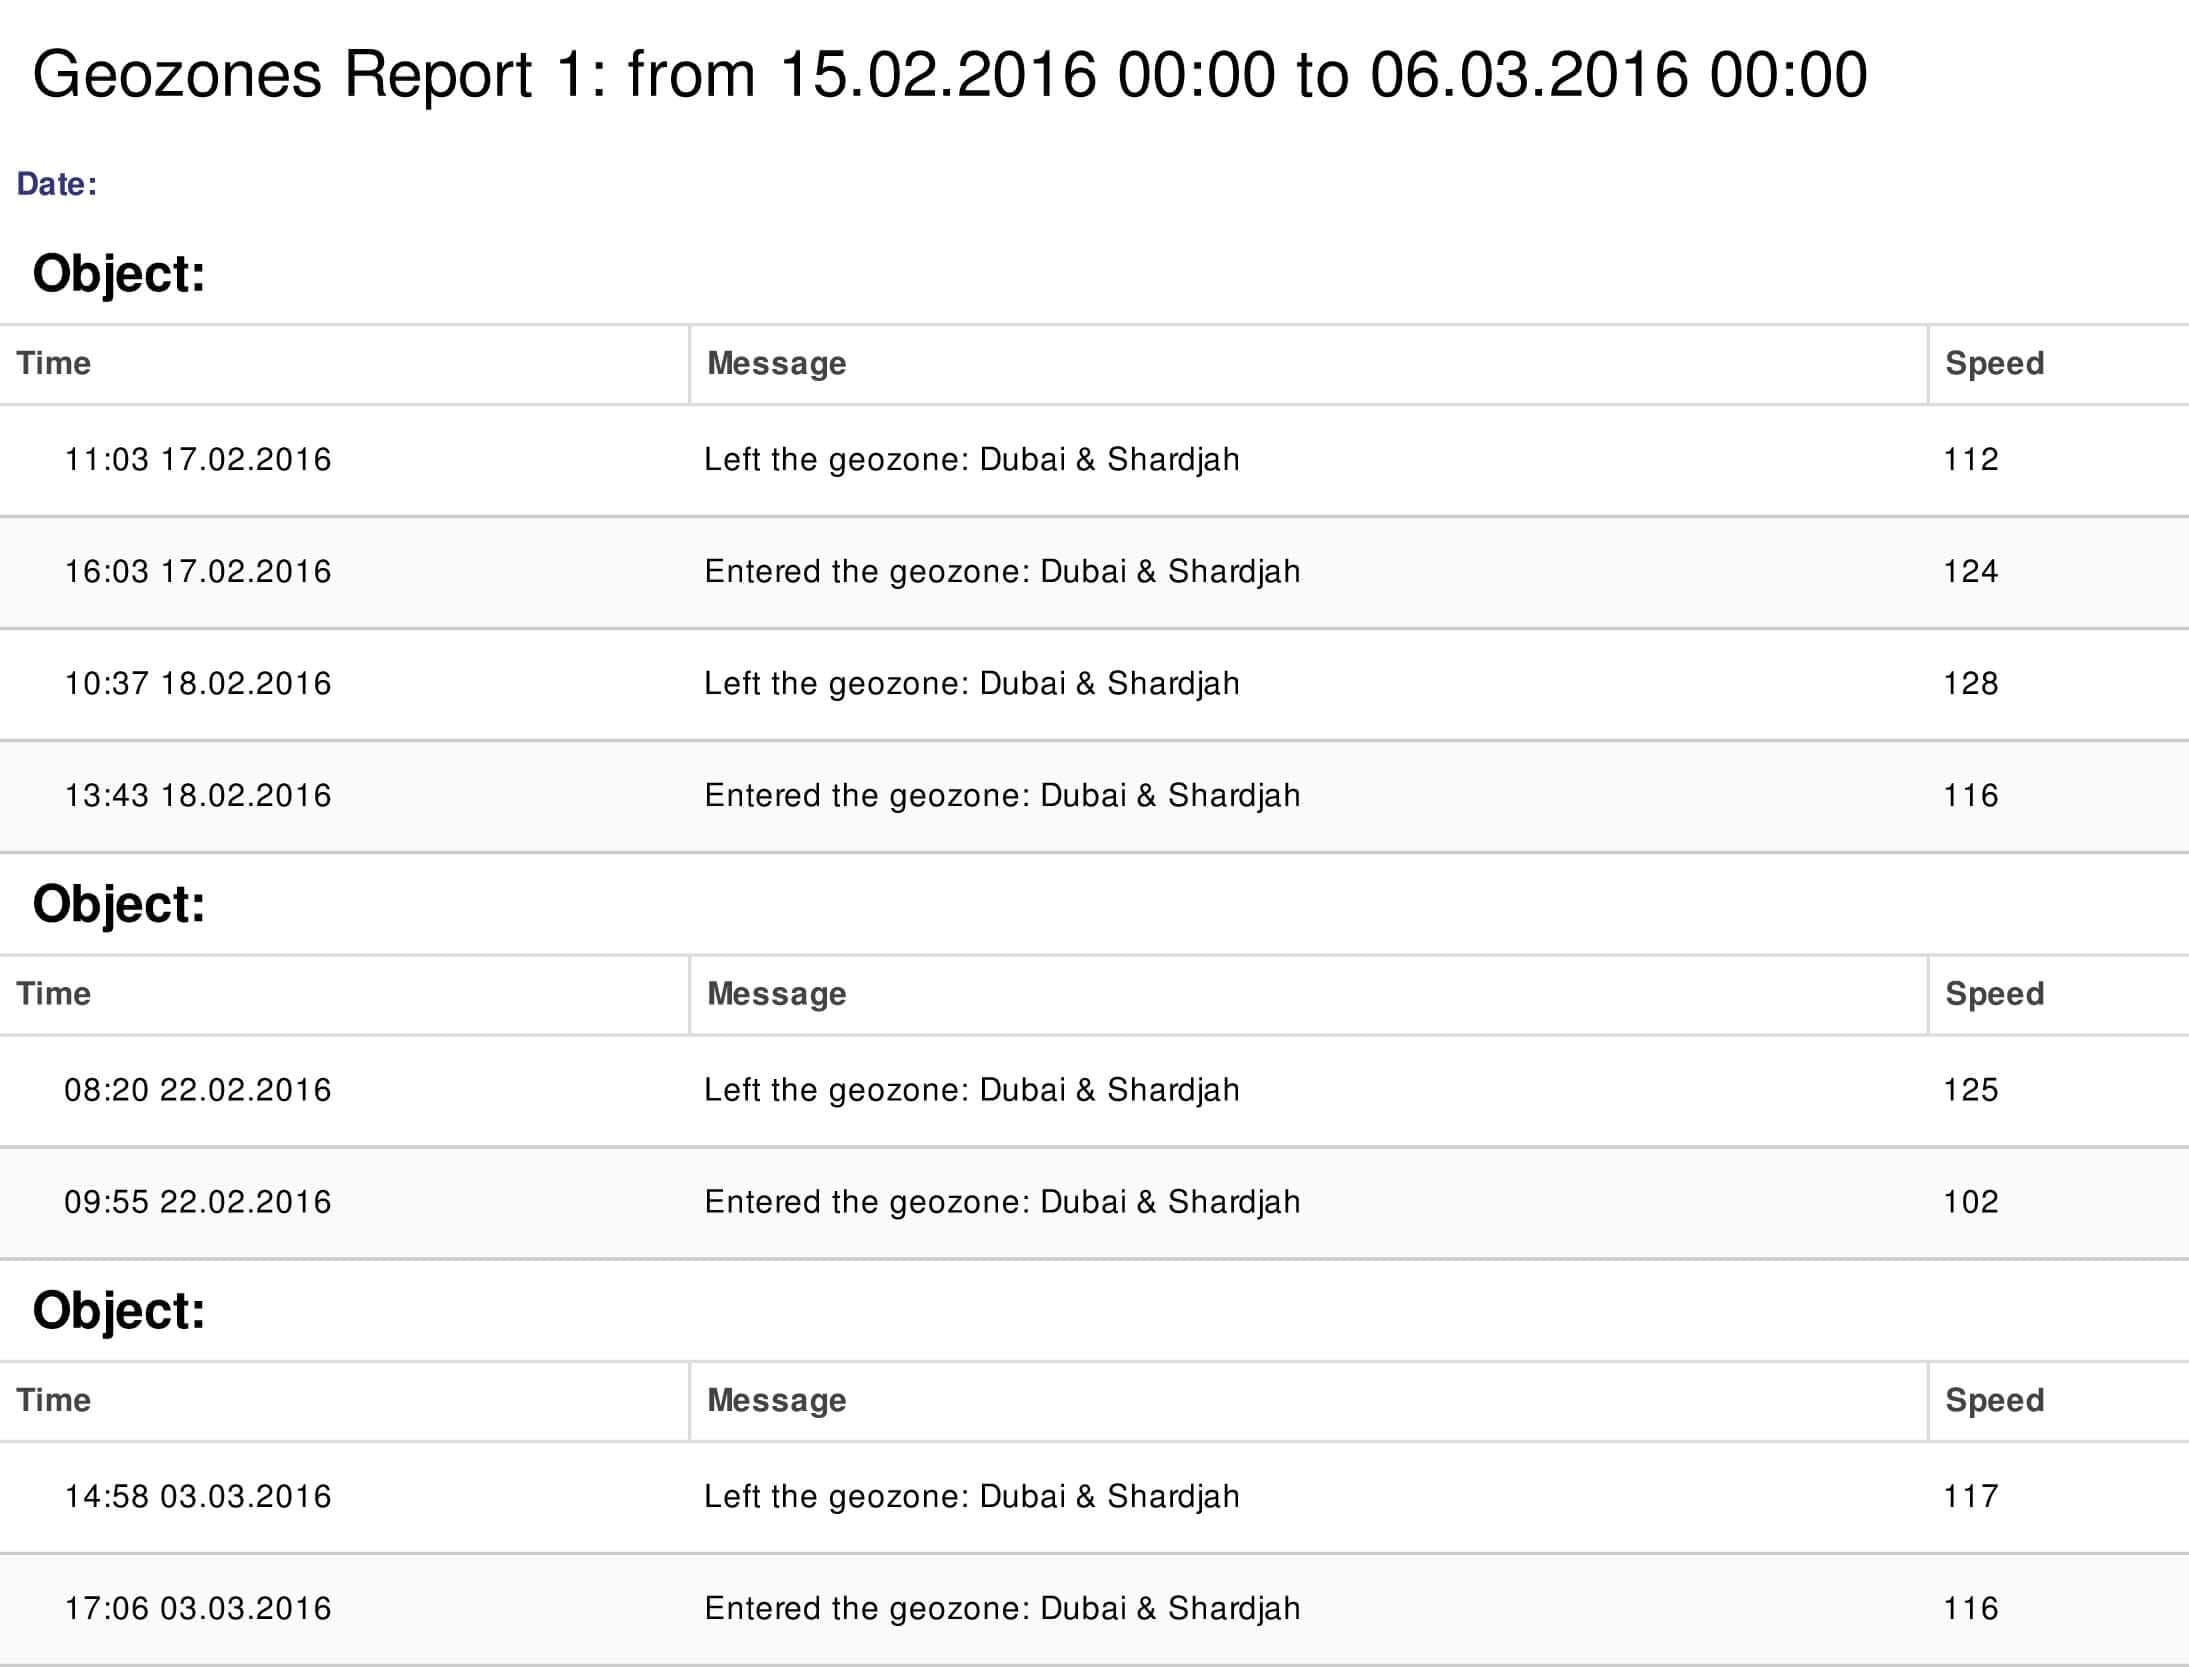 Geozones Report 1: from 15.02.2016 00:00 to 06.03.2016 00:00
Date:
Object:
Time Message Speed
11:03 17.02.2016 Left the geozone: Dubai & Shardjah 112
16:03 17.02.2016 Entered the geozone: Dubai & Shardjah 124
10:37 18.02.2016 Left the geozone: Dubai & Shardjah 128
13:43 18.02.2016 Entered the geozone: Dubai & Shardjah 116
Object:
Time Message Speed
08:20 22.02.2016 Left the geozone: Dubai & Shardjah 125
09:55 22.02.2016 Entered the geozone: Dubai & Shardjah 102
Object:
Time Message Speed
14:58 03.03.2016 Left the geozone: Dubai & Shardjah 117
17:06 03.03.2016 Entered the geozone: Dubai & Shardjah 116